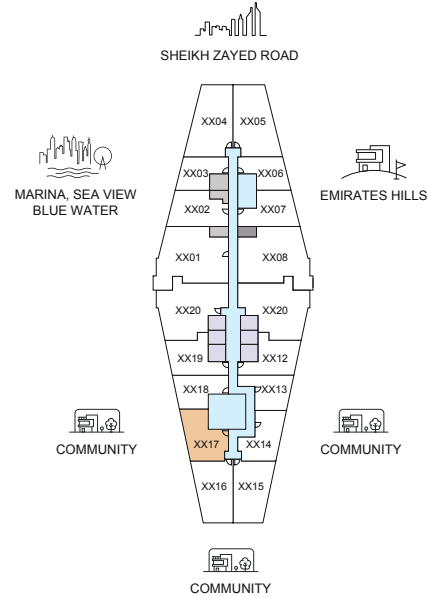 SHEIKH ZAYED ROAD
XX04 XX05
XX03 XX06
MARINA, SEA VIEW
BLUE WATER
EMIRATES HILLS
XX02 XX07
XX01 XX08
XX20 XX20
XX19 XX12
XX18 XX13
COMMUNITY
XX17 XX14
COMMUNITY
XX16 XX15
COMMUNITY